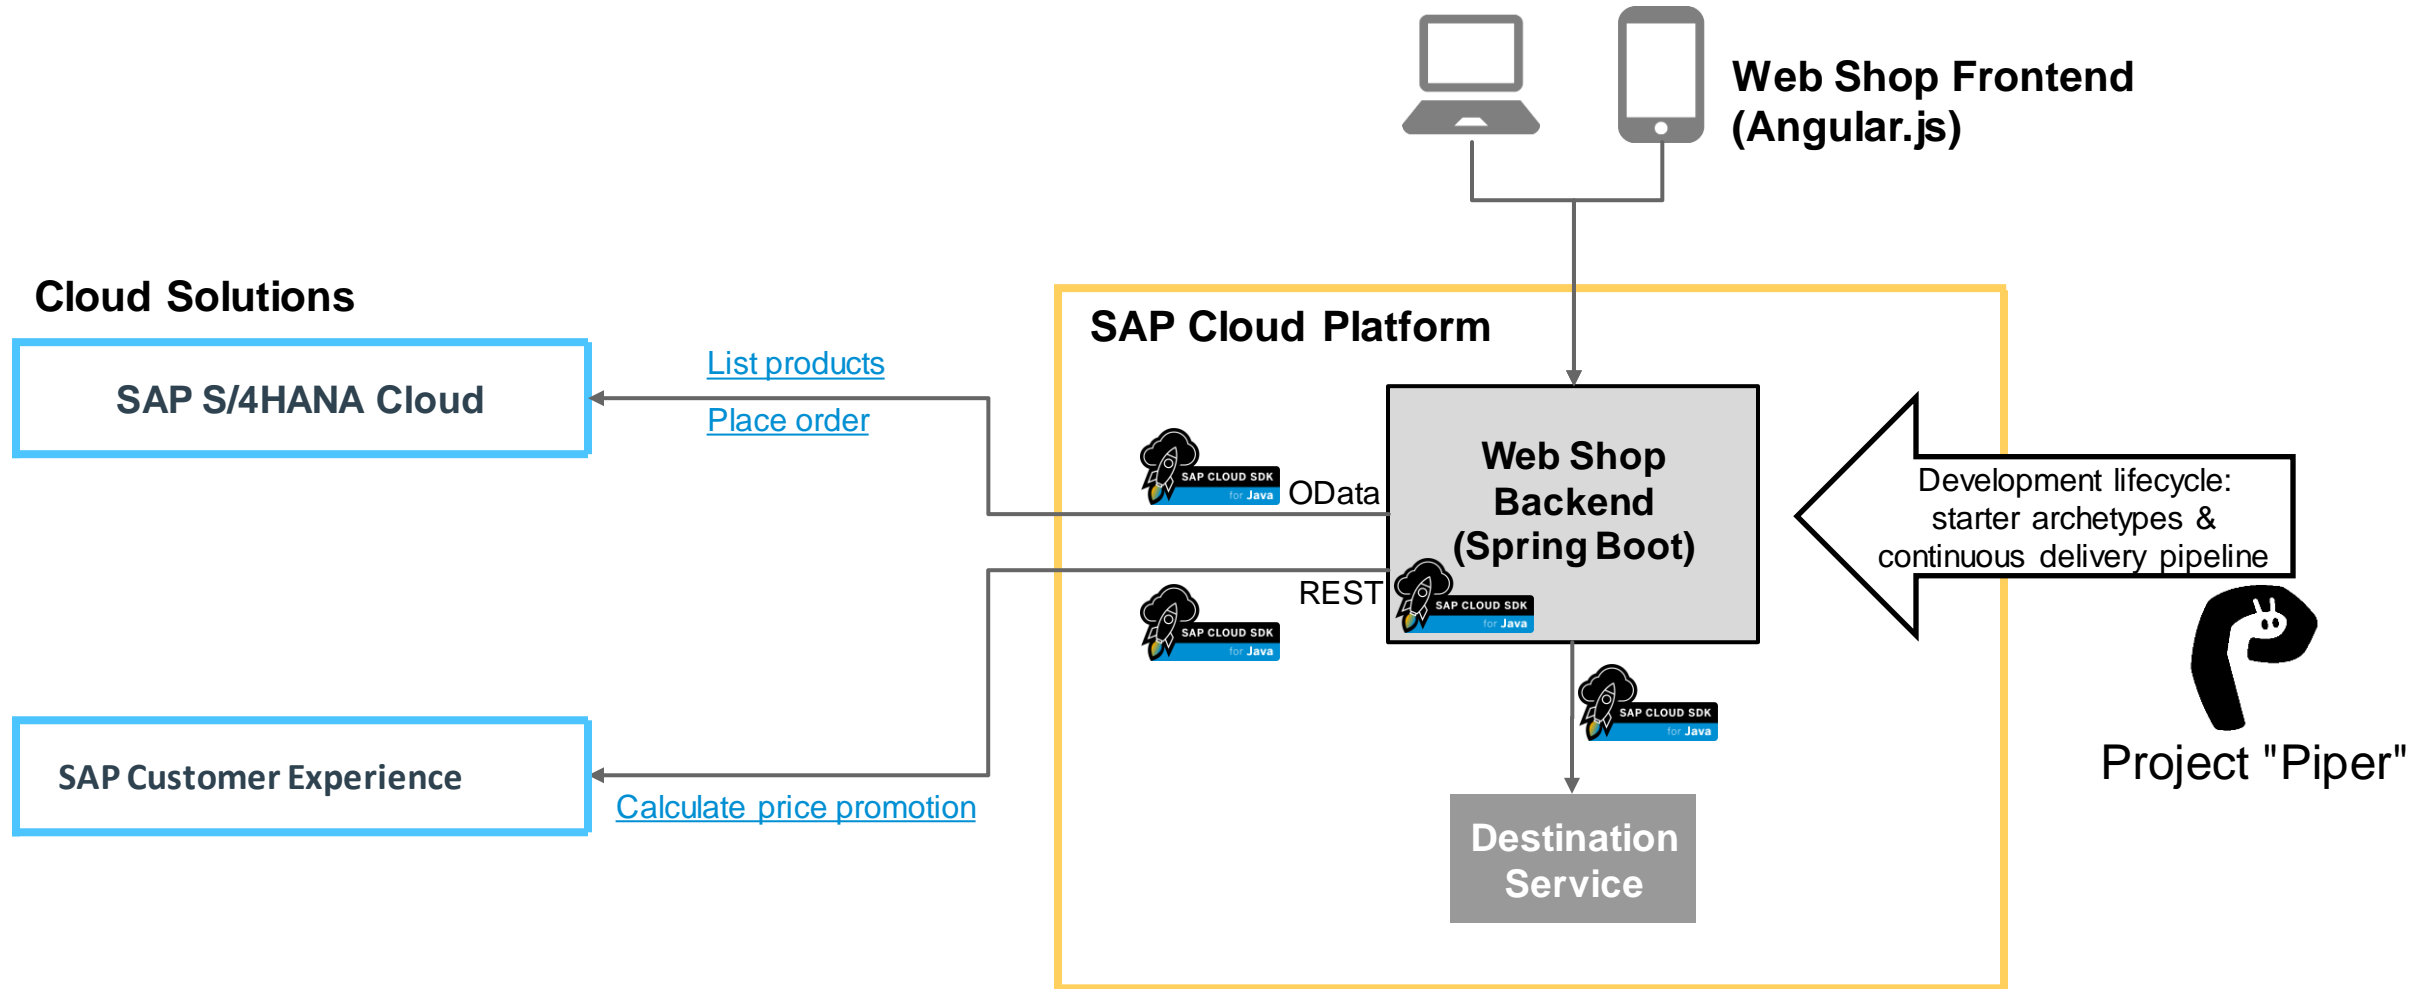 Web Shop Frontend
(Angular.js)
Cloud Solutions
SAP Cloud Platform
SAP S/4HANA Cloud
List products
Place order
SAP CLOUD SDK
for Java
OData
Web Shop
Backend
(Spring Boot)
SAP CLOUD SDK
for Java
Development lifecycle:
starter archetypes &
continuous delivery pipeline
REST
SAP CLOUD SDK
for Java
SAP CLOUD SDK
for Java
Project "Piper"
SAP Customer Experience
Calculate price promotion
Destination
Service